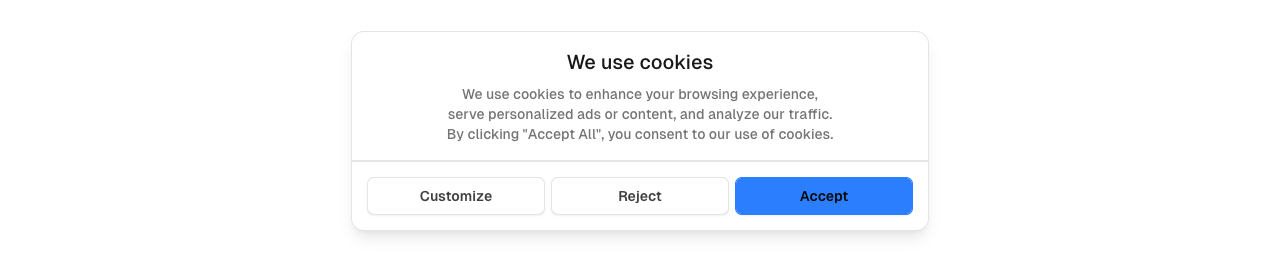 We use cookies
We use cookies to enhance your browsing experience,
serve personalized ads or content, and analyze our traffic.
By clicking "Accept All", you consent to our use of cookies.
Customize
Reject
Accept